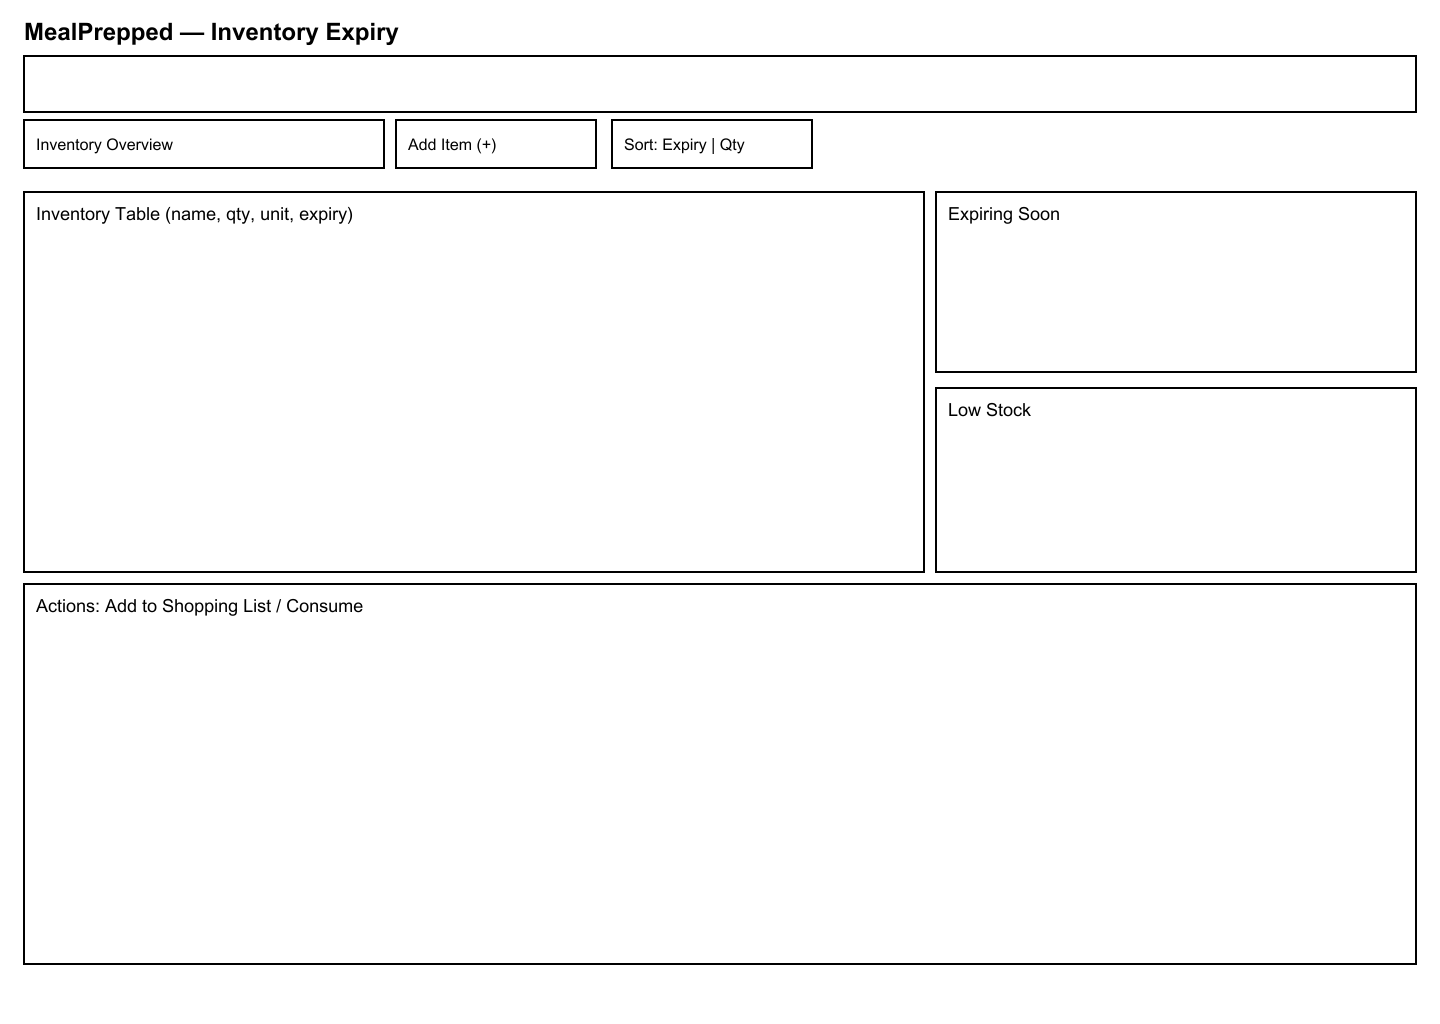 MealPrepped — Inventory Expiry
Inventory Overview
Add Item (+)
Sort: Expiry | Qty
Inventory Table (name, qty, unit, expiry)
Expiring Soon
Low Stock
Actions: Add to Shopping List / Consume